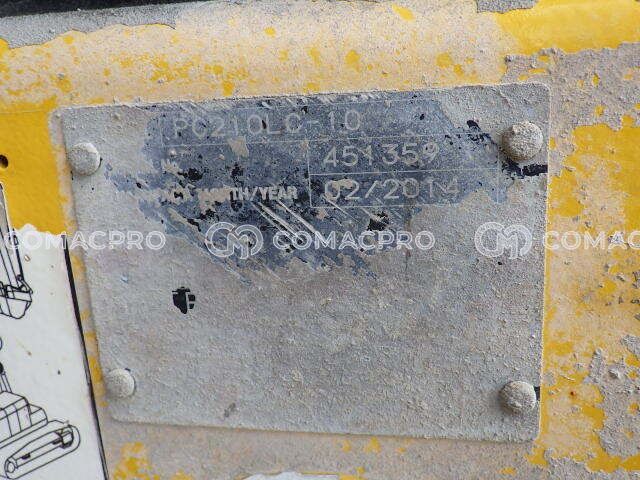 PC210LC-10
451359
MONTH/YEAR 02/2014
COMACPRO COMACPRO COMACPRO